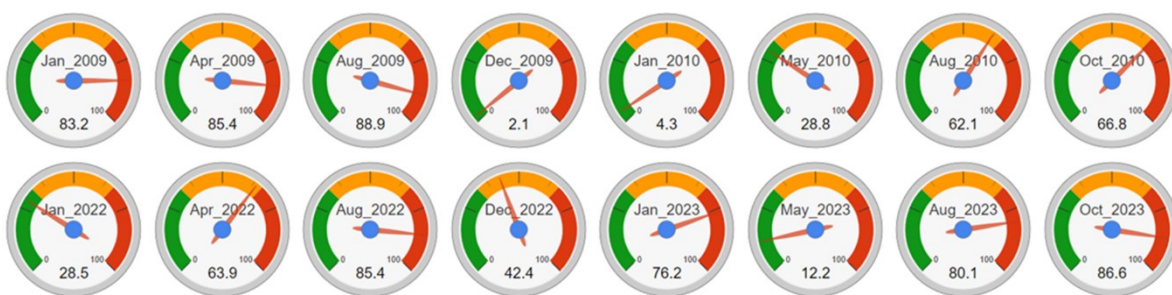 Jan_2009 Apr_2009 Aug_2009 Dec_2009 Jan_2010 May_2010 Aug_2010 Oct_2010
0 100 0 100 0 100 0 100 0 100 0 100 0 100 0 100
83.2 85.4 88.9 2.1 4.3 28.8 62.1 66.8
Jan_2022 Apr_2022 Aug_2022 Dec_2022 Jan_2023 May_2023 Aug_2023 Oct_2023
0 100 0 100 0 100 0 100 0 100 0 100 0 100 0 100
28.5 63.9 85.4 42.4 76.2 12.2 80.1 86.6